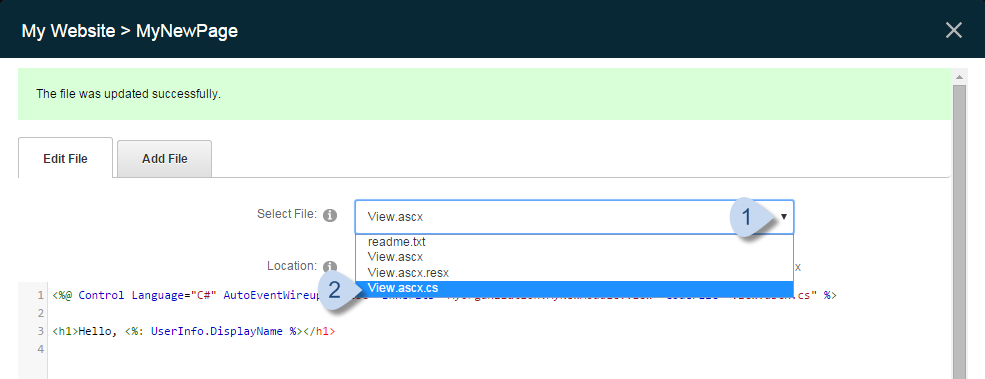 My Website > MyNewPage
The file was updated successfully.
Edit File
Add File
Select File:
View.ascx
1
readme.txt
View.ascx
View.ascx.resx
View.ascx.cs
2
Location:
x
1 <%@ Control Language="C#" AutoEventWireup cs" %>
2
3 <h1>Hello, <%: UserInfo.DisplayName %></h1>
4